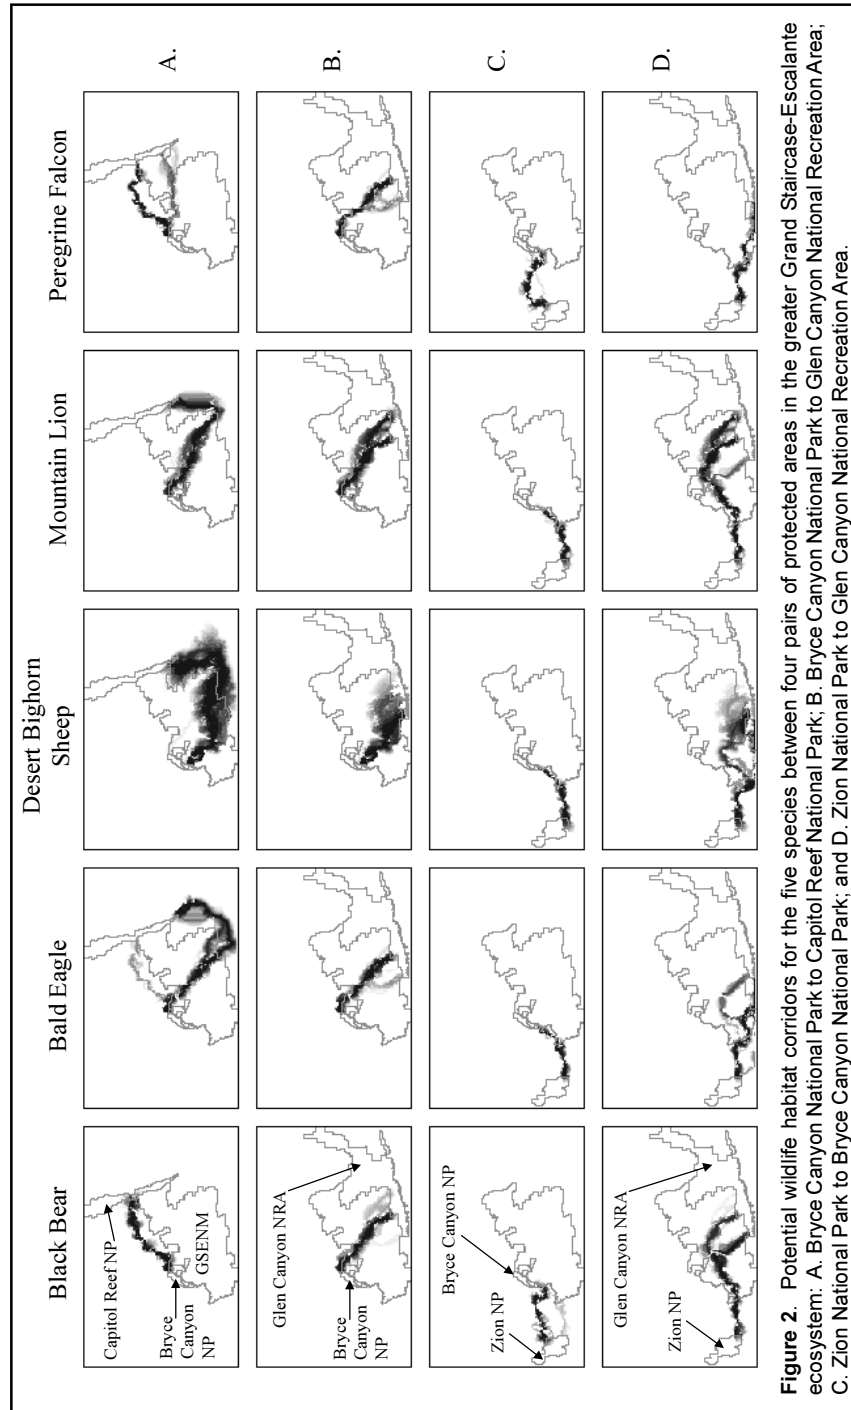 Black Bear
Bald Eagle
Desert Bighorn
Sheep
Mountain Lion
Peregrine Falcon
Capitol Reef NP
Bryce
Canyon
NP
GSENM
A.
Glen Canyon NRA
Bryce
Canyon
NP
B.
Zion NP
Bryce Canyon NP
C.
Zion NP
Glen Canyon NRA
D.
Figure 2. Potential wildlife habitat corridors for the five species between four pairs of protected areas in the greater Grand Staircase-Escalante
ecosystem: A. Bryce Canyon National Park to Capitol Reef National Park; B. Bryce Canyon National Park to Glen Canyon National Recreation Area;
C. Zion National Park to Bryce Canyon National Park; and D. Zion National Park to Glen Canyon National Recreation Area.